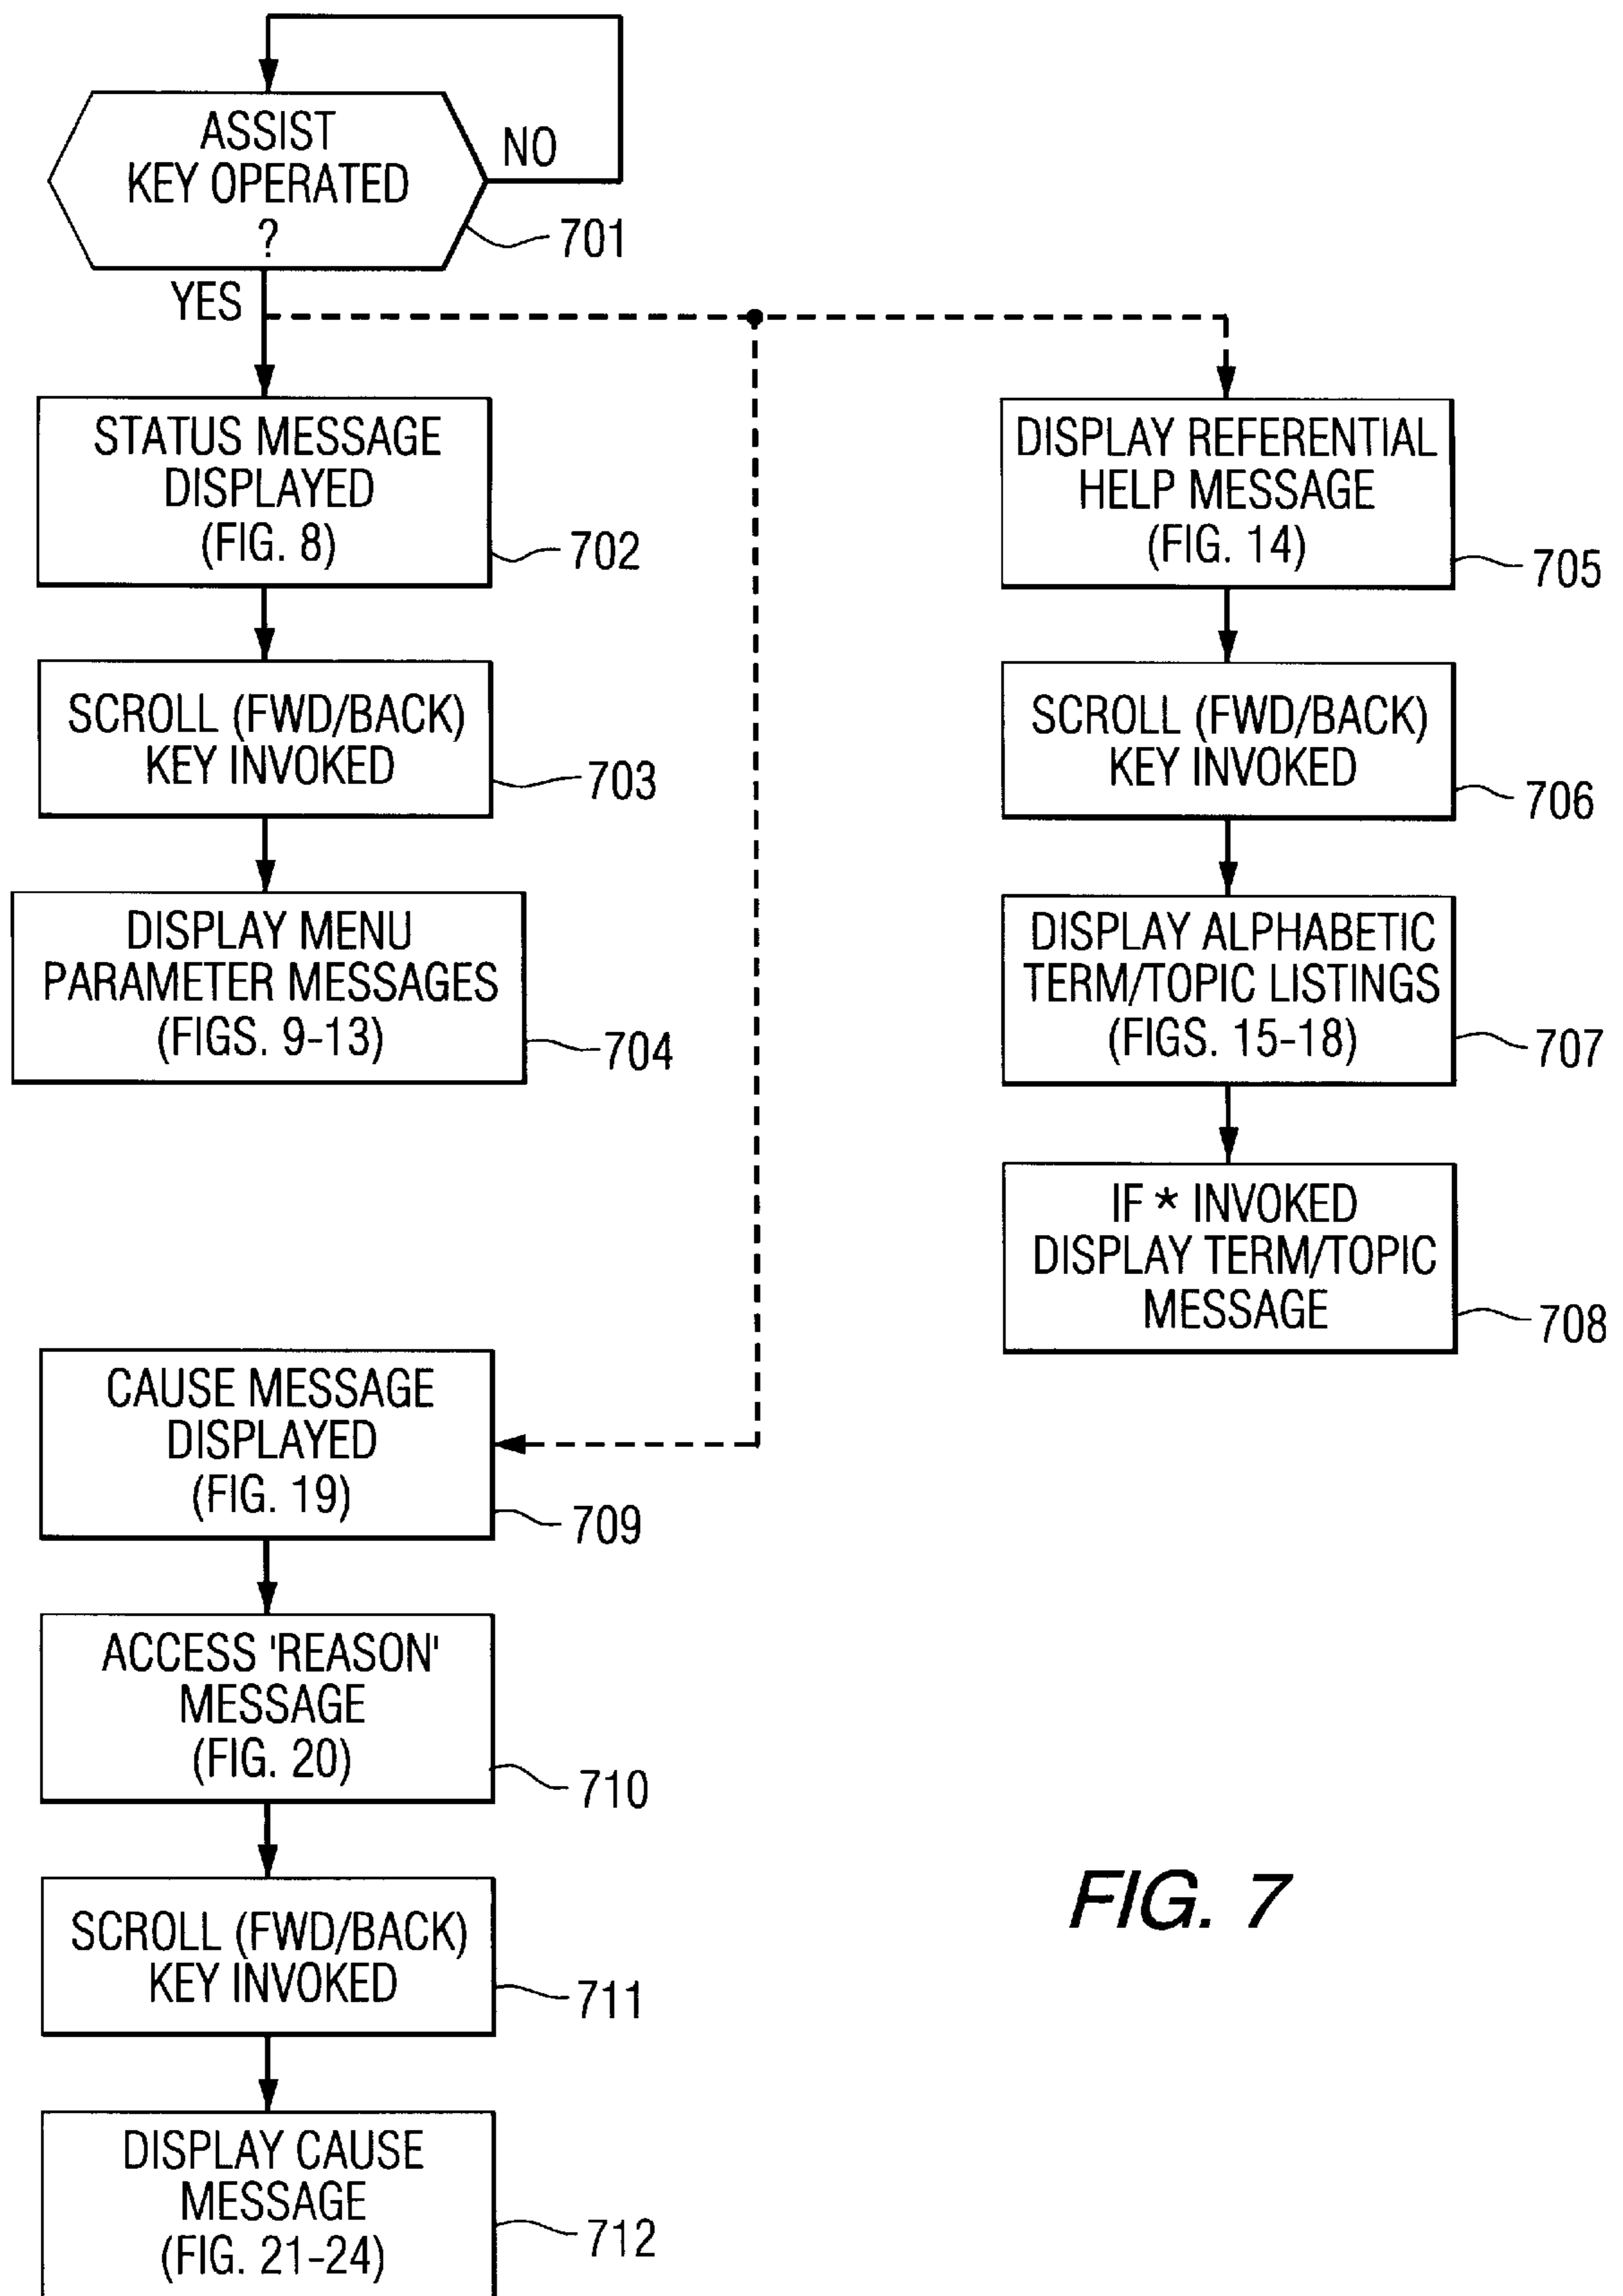 ASSIST
KEY OPERATED
?
NO
701
YES
STATUS MESSAGE
DISPLAYED
(FIG. 8)
702
SCROLL (FWD/BACK)
KEY INVOKED
703
DISPLAY MENU
PARAMETER MESSAGES
(FIGS. 9-13)
704
DISPLAY REFERENTIAL
HELP MESSAGE
(FIG. 14)
705
SCROLL (FWD/BACK)
KEY INVOKED
706
DISPLAY ALPHABETIC
TERM/TOPIC LISTINGS
(FIGS. 15-18)
707
IF * INVOKED
DISPLAY TERM/TOPIC
MESSAGE
708
CAUSE MESSAGE
DISPLAYED
(FIG. 19)
709
ACCESS 'REASON'
MESSAGE
(FIG. 20)
710
SCROLL (FWD/BACK)
KEY INVOKED
711
DISPLAY CAUSE
MESSAGE
(FIG. 21-24)
712
FIG. 7